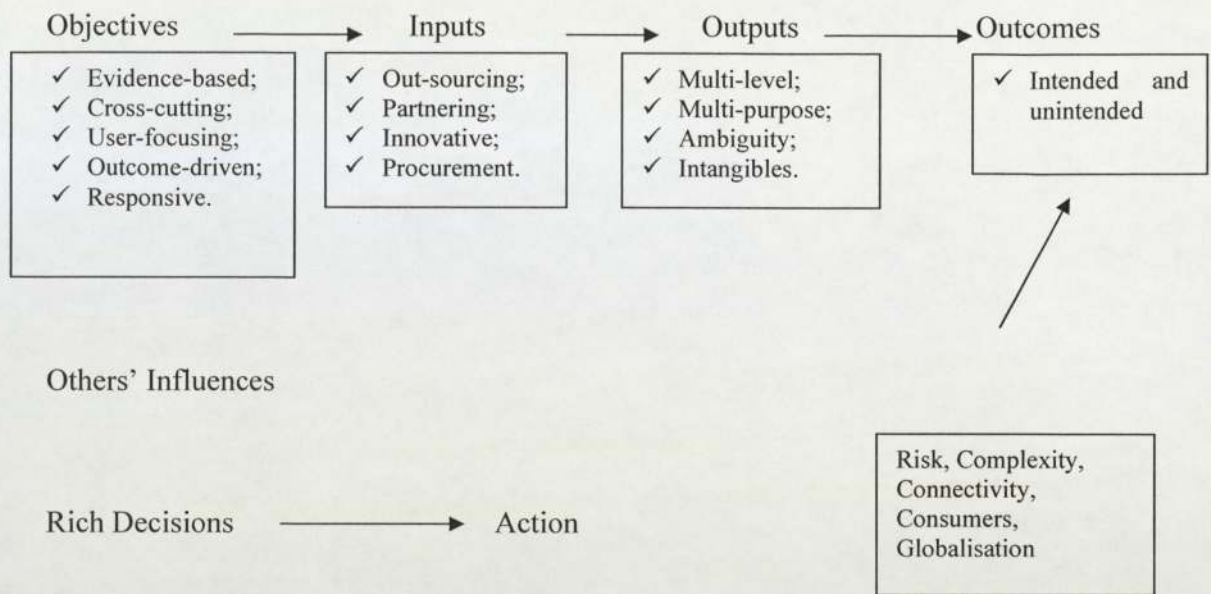 Objectives
Inputs
Outputs
Outcomes
✓ Evidence-based;
✓ Cross-cutting;
✓ User-focusing;
✓ Outcome-driven;
✓ Responsive.
✓ Out-sourcing;
✓ Partnering;
✓ Innovative;
✓ Procurement.
✓ Multi-level;
✓ Multi-purpose;
✓ Ambiguity;
✓ Intangibles.
✓ Intended and
unintended
Others’ Influences
Rich Decisions
Action
Risk, Complexity,
Connectivity,
Consumers,
Globalisation